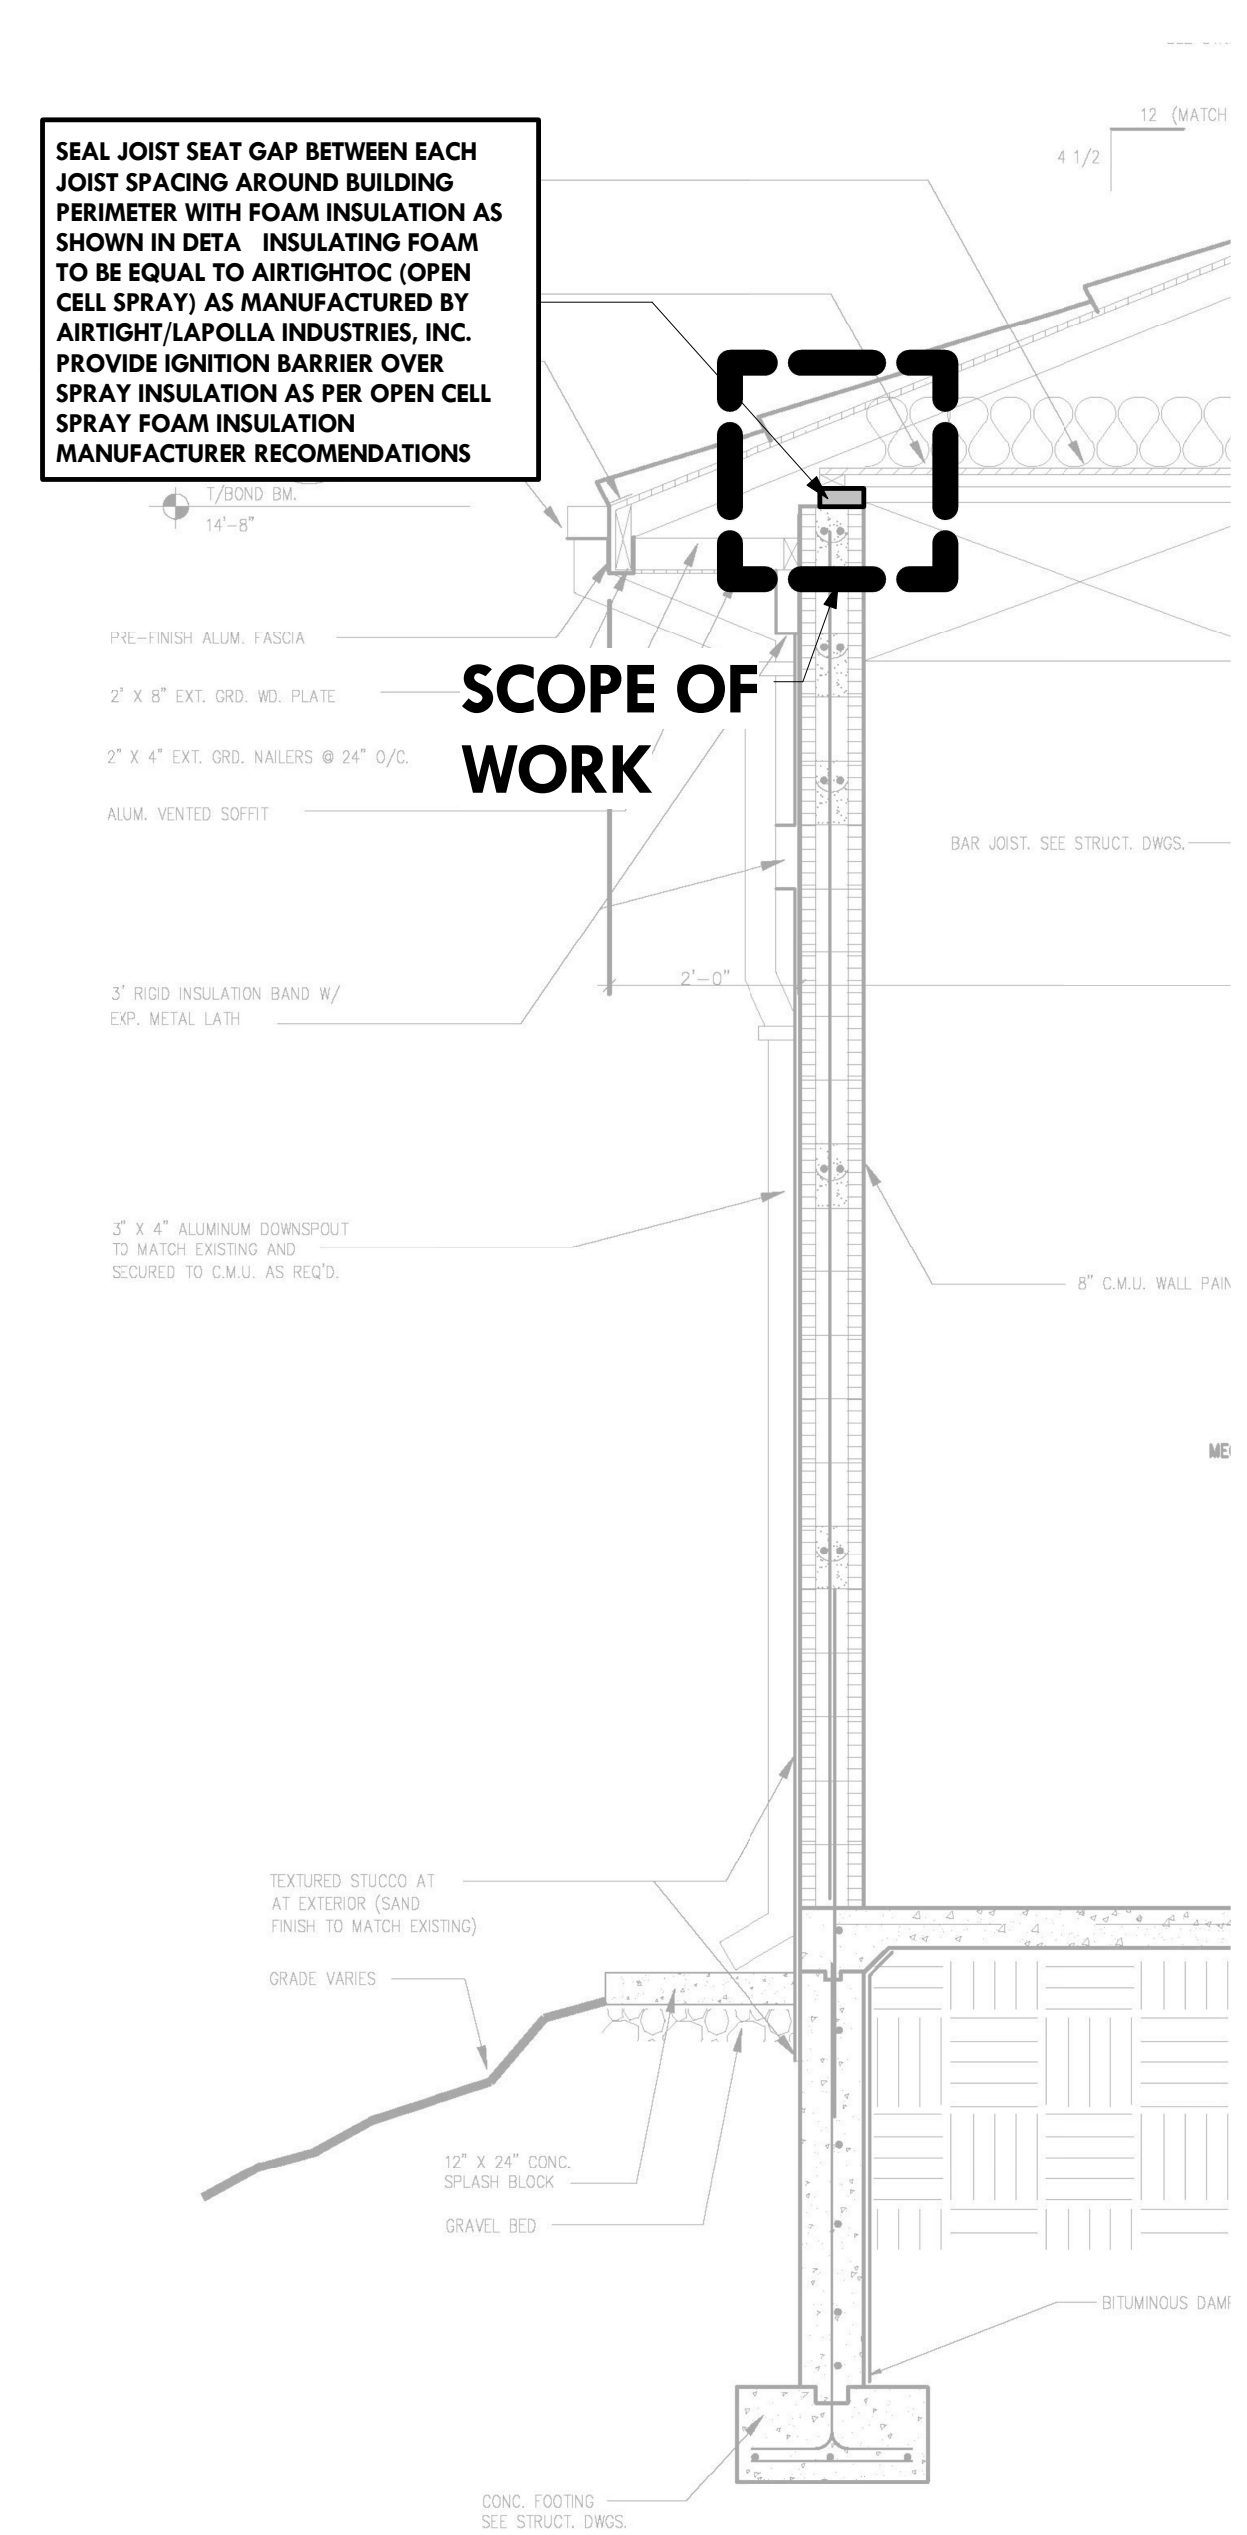 12 (MATCH
4 1/2
SEAL JOIST SEAT GAP BETWEEN EACH
JOIST SPACING AROUND BUILDING
PERIMETER WITH FOAM INSULATION AS
SHOWN IN DETA INSULATING FOAM
TO BE EQUAL TO AIRTIGHTOC (OPEN
CELL SPRAY) AS MANUFACTURED BY
AIRTIGHT/LAPOLLA INDUSTRIES, INC.
PROVIDE IGNITION BARRIER OVER
SPRAY INSULATION AS PER OPEN CELL
SPRAY FOAM INSULATION
MANUFACTURER RECOMENDATIONS
T/BOND BM.
14'-8"
PRE-FINISH ALUM. FASCIA
2" X 8" EXT. GRD. WD. PLATE
SCOPE OF
WORK
2" X 4" EXT. GRD. NAILERS @ 24" O/C.
ALUM. VENTED SOFFIT
BAR JOIST. SEE STRUCT. DWGS.
2'-0"
3' RIGID INSULATION BAND W/
EXP. METAL LATH
3" X 4" ALUMINUM DOWNSPOUT
TO MATCH EXISTING AND
SECURED TO C.M.U. AS REQ'D.
8" C.M.U. WALL PAIN
TEXTURED STUCCO AT
AT EXTERIOR (SAND
FINISH TO MATCH EXISTING)
GRADE VARIES
12" X 24" CONC.
SPLASH BLOCK
GRAVEL BED
BITUMINOUS DAMP
CONC. FOOTING
SEE STRUCT. DWGS.